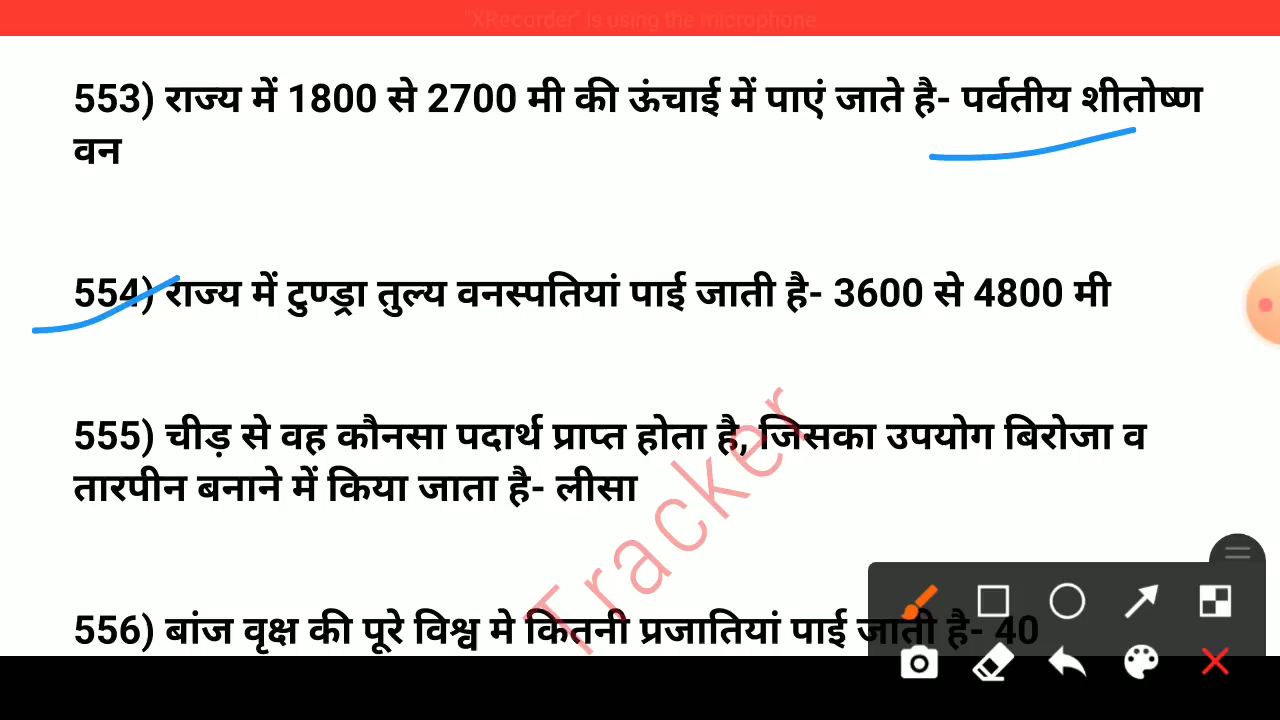 "XRecorder" is using the microphone
553) राज्य में 1800 से 2700 मी की ऊंचाई में पाएं जाते है- पर्वतीय शीतोष्ण
वन
554) राज्य में टुण्ड्रा तुल्य वनस्पतियां पाई जाती है- 3600 से 4800 मी
555) चीड़ से वह कौनसा पदार्थ प्राप्त होता है, जिसका उपयोग बिरोजा व
तारपीन बनाने में किया जाता है- लीसा
Tracker
556) बांज वृक्ष की पूरे विश्व मे कितनी प्रजातियां पाई जाती है- 40